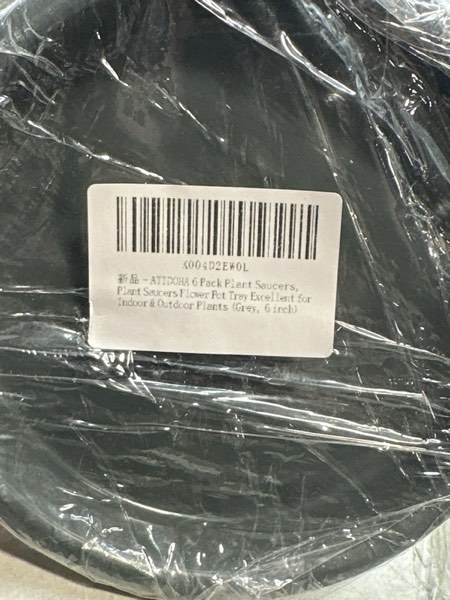 X004D2EW0L
新品 - ATTDOHA 6 Pack Plant Saucers,
Plant Saucers Flower Pot Tray Excellent for
Indoor & Outdoor Plants (Grey, 6 inch)